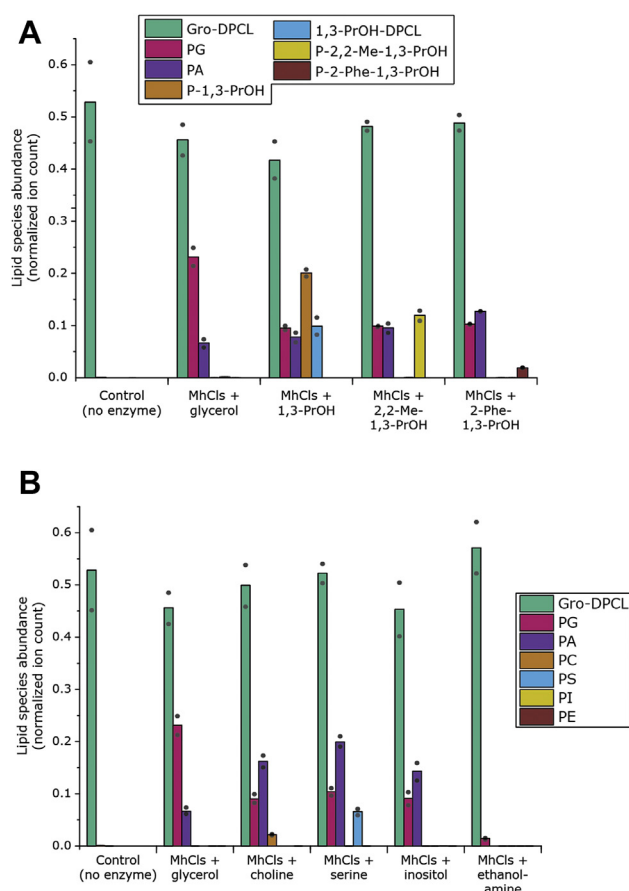 A
Gro-DPCL
PG
PA
P-1,3-PrOH
1,3-PrOH-DPCL
P-2,2-Me-1,3-PrOH
P-2-Phe-1,3-PrOH
Lipid species abundance
(normalized ion count)
0.6
0.5
0.4
0.3
0.2
0.1
0.0
Control
(no enzyme)
MhCls +
glycerol
MhCls +
1,3-PrOH
MhCls +
2,2-Me-
1,3-PrOH
MhCls +
2-Phe-
1,3-PrOH
B
Lipid species abundance
(normalized ion count)
0.6
0.5
0.4
0.3
0.2
0.1
0.0
Gro-DPCL
PG
PA
PC
PS
PI
PE
Control
(no enzyme)
MhCls +
glycerol
MhCls +
choline
MhCls +
serine
MhCls +
inositol
MhCls +
ethanol-
amine